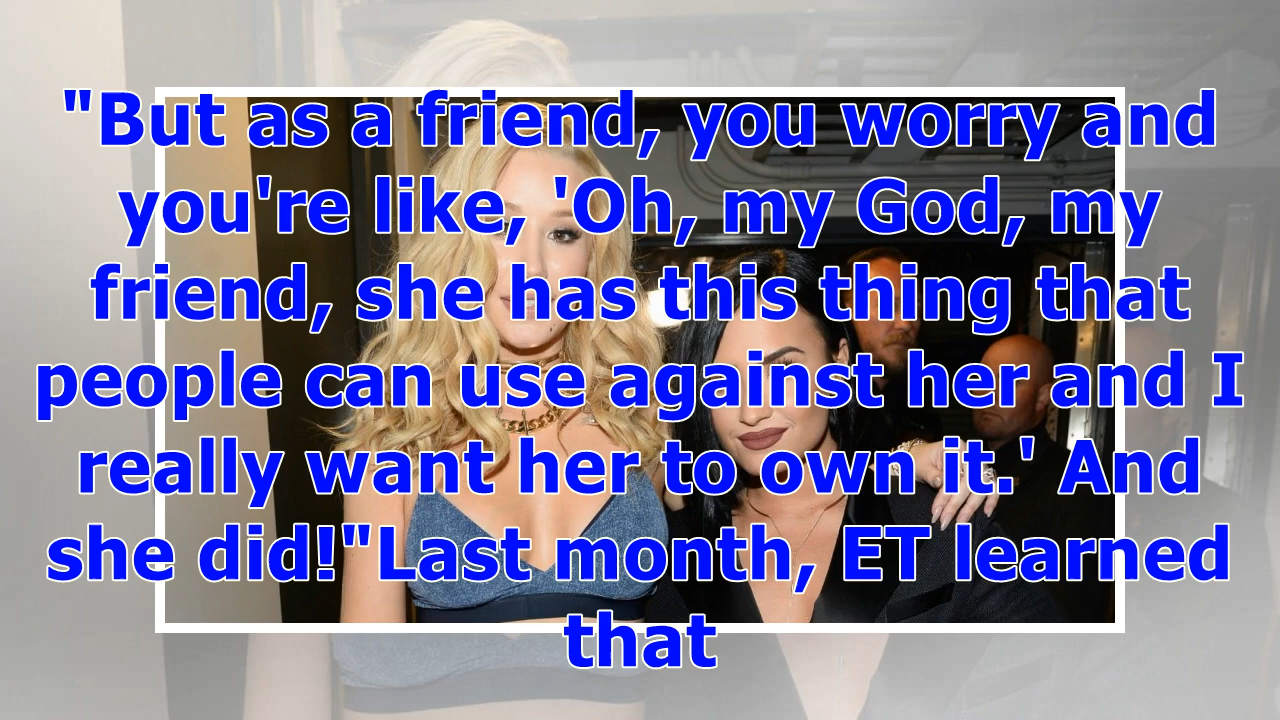 "But as a friend, you worry and
you're like, 'Oh, my God, my
friend, she has this thing that
people can use against her and I
really want her to own it.' And
she did!"Last month, ET learned
that